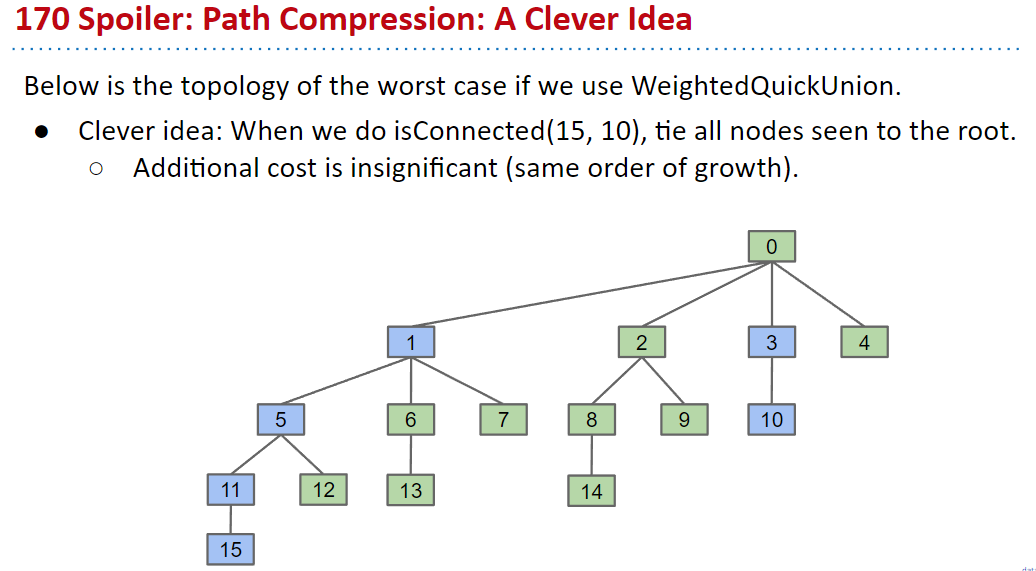 170 Spoiler: Path Compression: A Clever Idea
Below is the topology of the worst case if we use WeightedQuickUnion.
● Clever idea: When we do isConnected(15, 10), tie all nodes seen to the root.
○ Additional cost is insignificant (same order of growth).
0
1 2 3 4
5 6 7 8 9 10
11 12 13 14
15